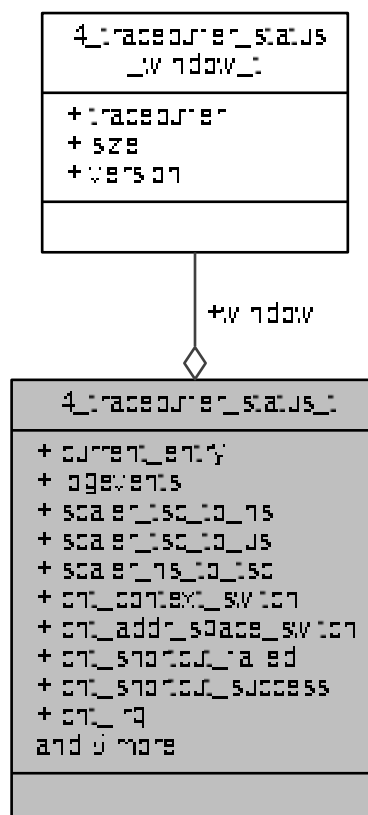 l4_tracebuffer_status
_window_t
+ tracebuffer
+ size
+ version
+window
l4_tracebuffer_status_t
+ current_entry
+ logevents
+ scaler_tsc_to_ns
+ scaler_tsc_to_us
+ scaler_ns_to_tsc
+ cnt_context_switch
+ cnt_addr_space_switch
+ cnt_shortcut_failed
+ cnt_shortcut_success
+ cnt_irq
and 6 more...